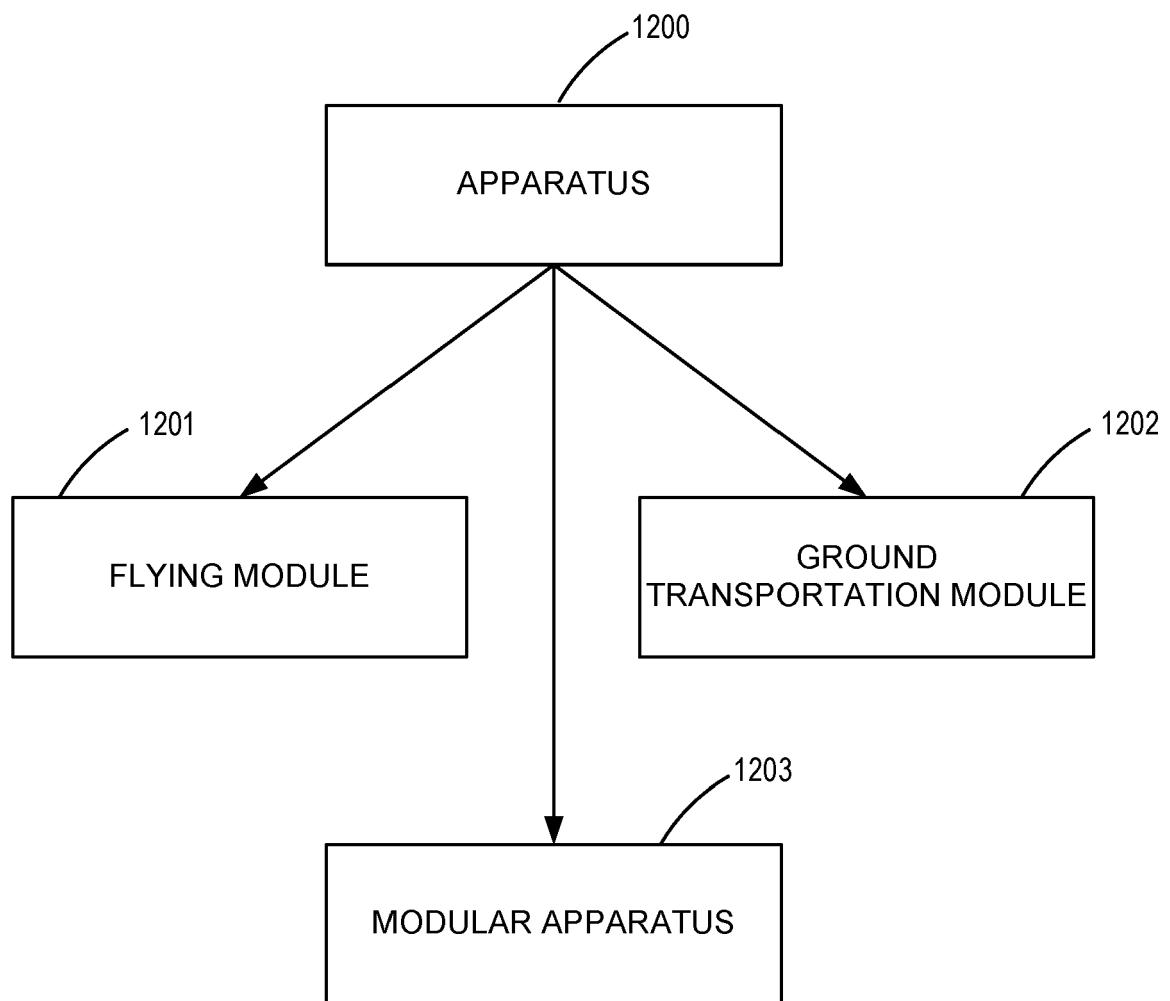 1200
APPARATUS
1201
1202
FLYING MODULE
GROUND
TRANSPORTATION MODULE
1203
MODULAR APPARATUS